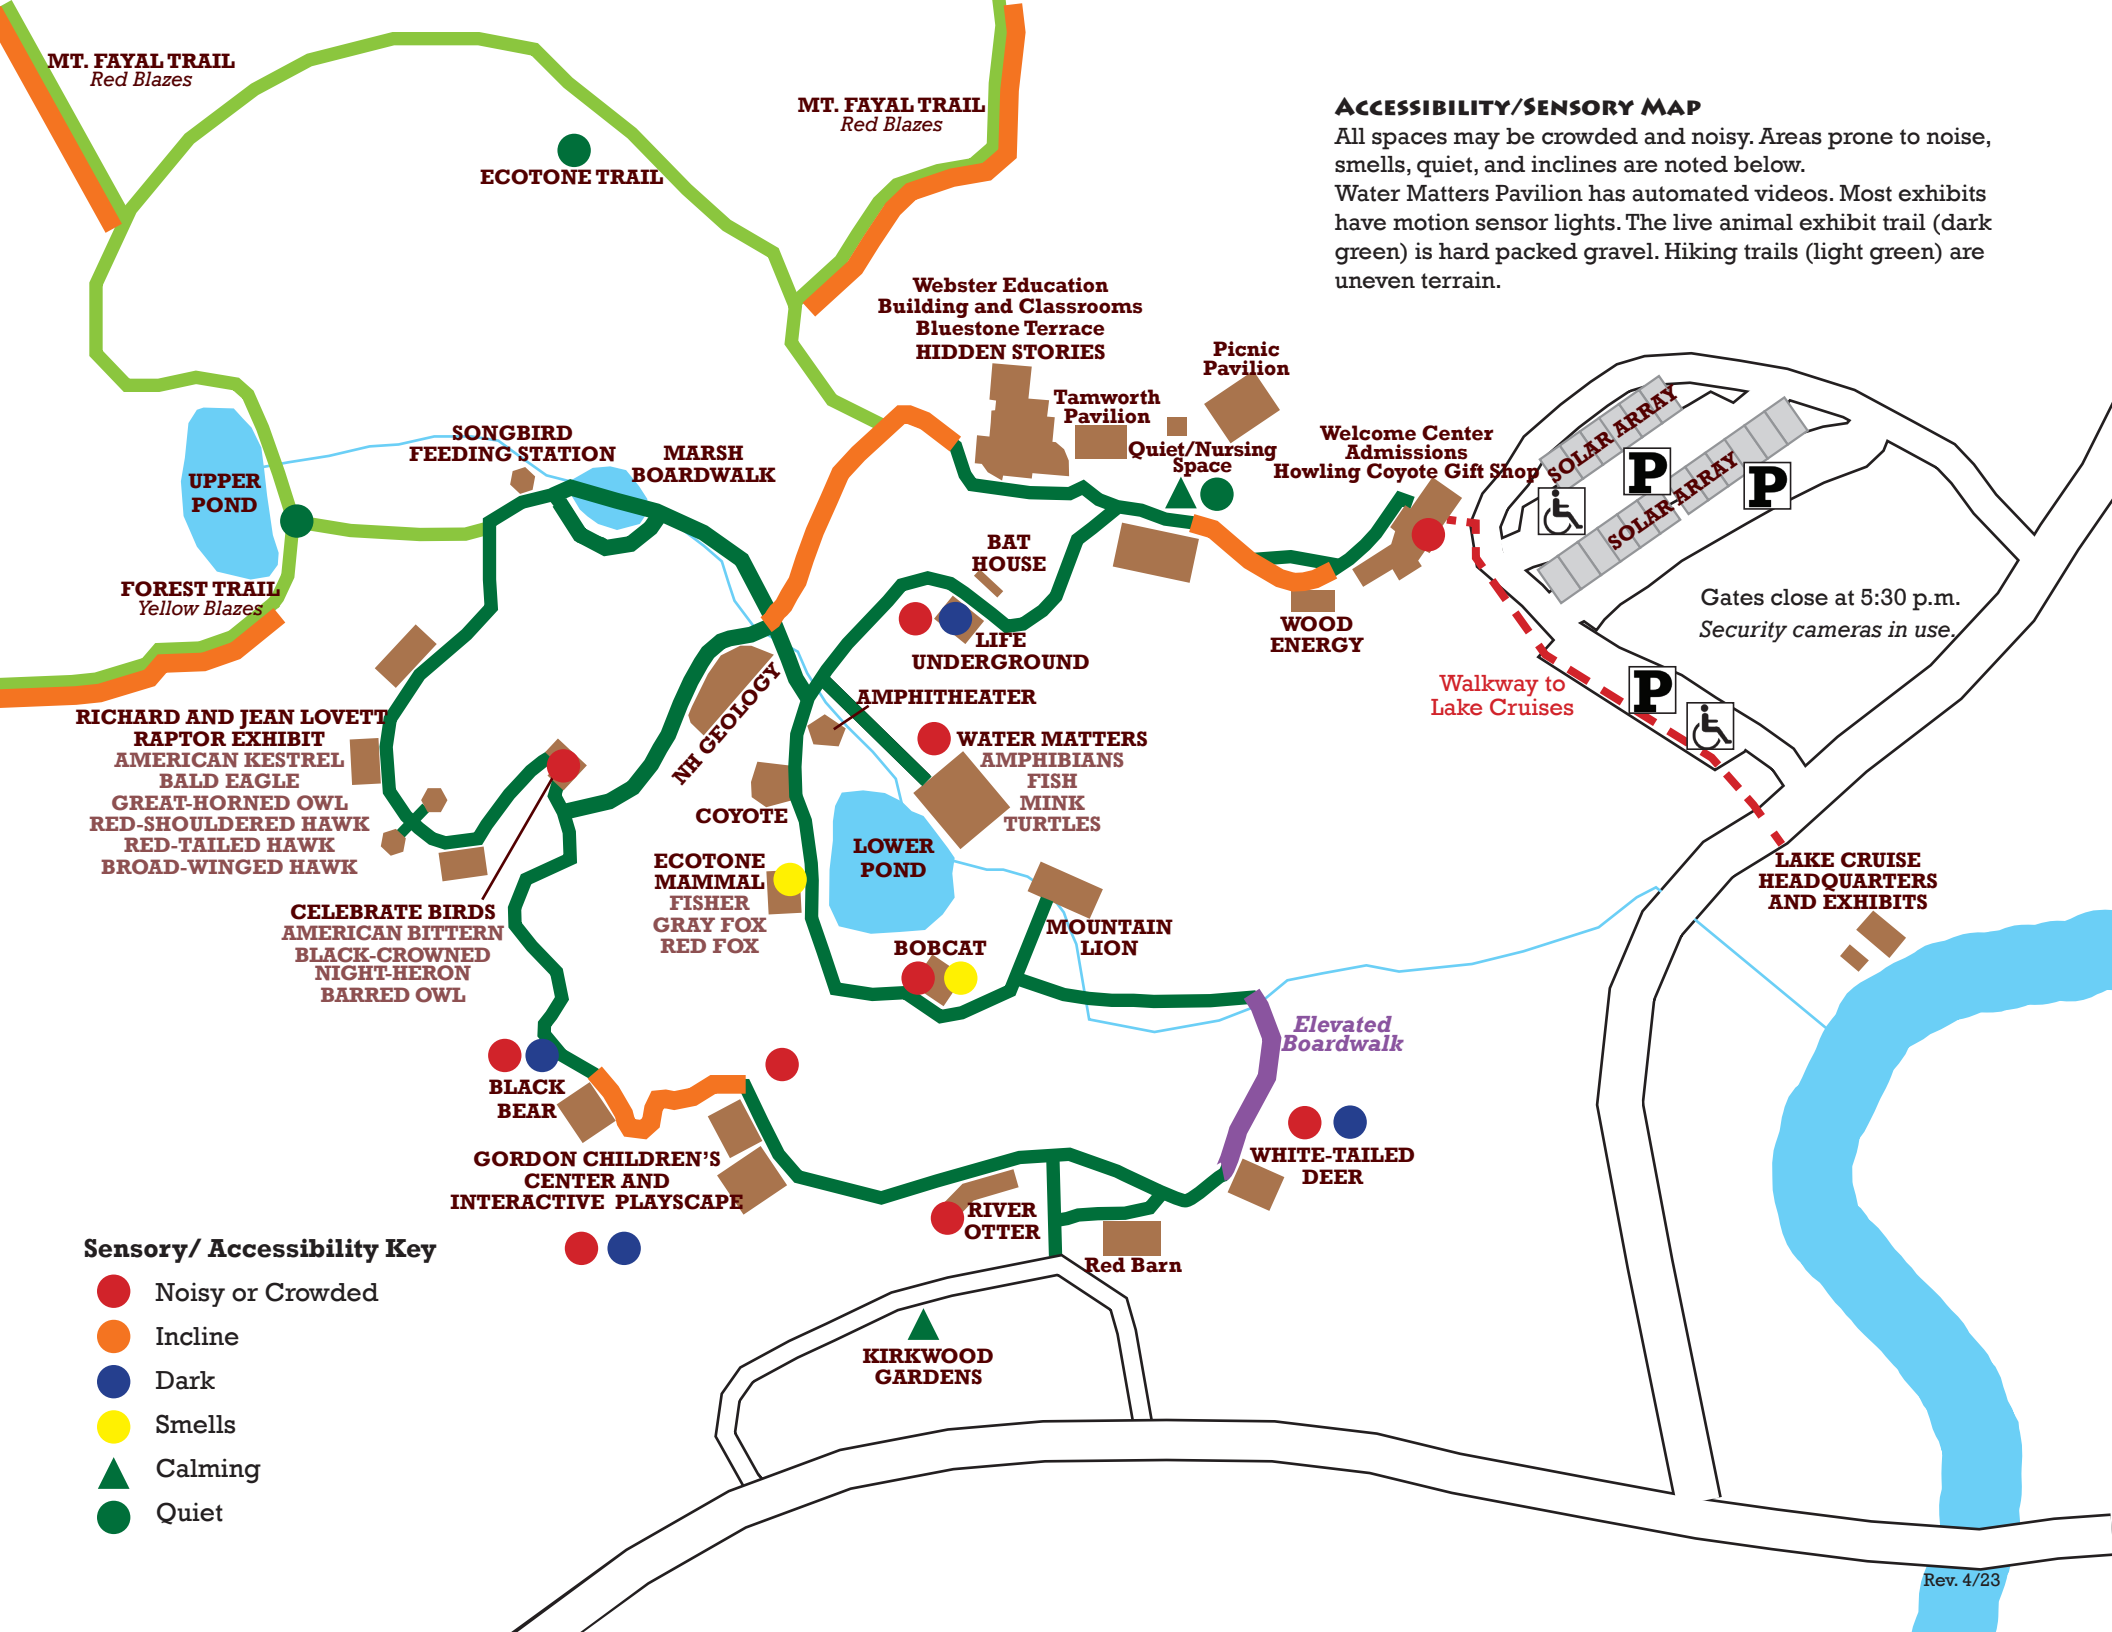 MT. FAYAL TRAIL
Red Blazes
MT. FAYAL TRAIL
Red Blazes
ECOTONE TRAIL
ACCESSIBILITY/SENSORY MAP
All spaces may be crowded and noisy. Areas prone to noise,
smells, quiet, and inclines are noted below.
Water Matters Pavilion has automated videos. Most exhibits
have motion sensor lights. The live animal exhibit trail (dark
green) is hard packed gravel. Hiking trails (light green) are
uneven terrain.
Webster Education
Building and Classrooms
Bluestone Terrace
HIDDEN STORIES
Picnic
Pavilion
Tamworth
Pavilion
Quiet/Nursing
Space
Welcome Center
Admissions
Howling Coyote Gift Shop
SOLAR ARRAY
SOLAR ARRAY
P
P
SONGBIRD
FEEDING STATION
MARSH
BOARDWALK
UPPER
POND
FOREST TRAIL
Yellow Blazes
BAT
HOUSE
LIFE
UNDERGROUND
WOOD
ENERGY
Gates close at 5:30 p.m.
Security cameras in use.
Walkway to
Lake Cruises
P
RICHARD AND JEAN LOVETT
RAPTOR EXHIBIT
AMERICAN KESTREL
BALD EAGLE
GREAT-HORNED OWL
RED-SHOULDERED HAWK
RED-TAILED HAWK
BROAD-WINGED HAWK
NH GEOLOGY
AMPHITHEATER
WATER MATTERS
AMPHIBIANS
FISH
MINK
TURTLES
COYOTE
LOWER
POND
ECOTONE
MAMMAL
FISHER
GRAY FOX
RED FOX
CELEBRATE BIRDS
AMERICAN BITTERN
BLACK-CROWNED
NIGHT-HERON
BARRED OWL
BOBCAT
MOUNTAIN
LION
LAKE CRUISE
HEADQUARTERS
AND EXHIBITS
Elevated
Boardwalk
BLACK
BEAR
WHITE-TAILED
DEER
GORDON CHILDREN'S
CENTER AND
INTERACTIVE PLAYSCAPE
RIVER
OTTER
Red Barn
KIRKWOOD
GARDENS
Sensory/ Accessibility Key
Noisy or Crowded
Incline
Dark
Smells
Calming
Quiet
Rev. 4/23